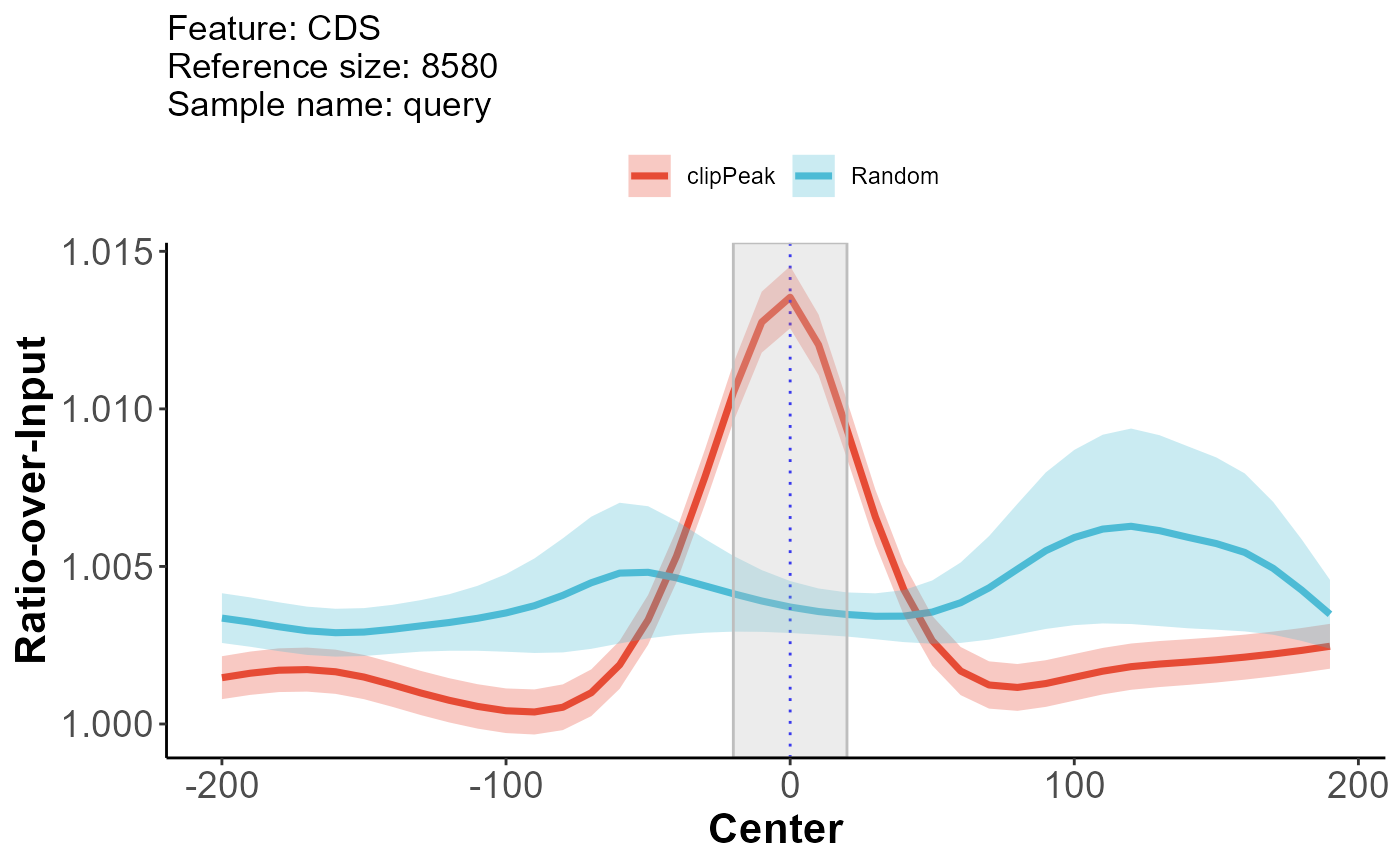 Feature: CDS
Reference size: 8580
Sample name: query
clipPeak Random
1.015
1.010
1.005
1.000
Ratio-over-Input
-200 -100 0 100 200
Center